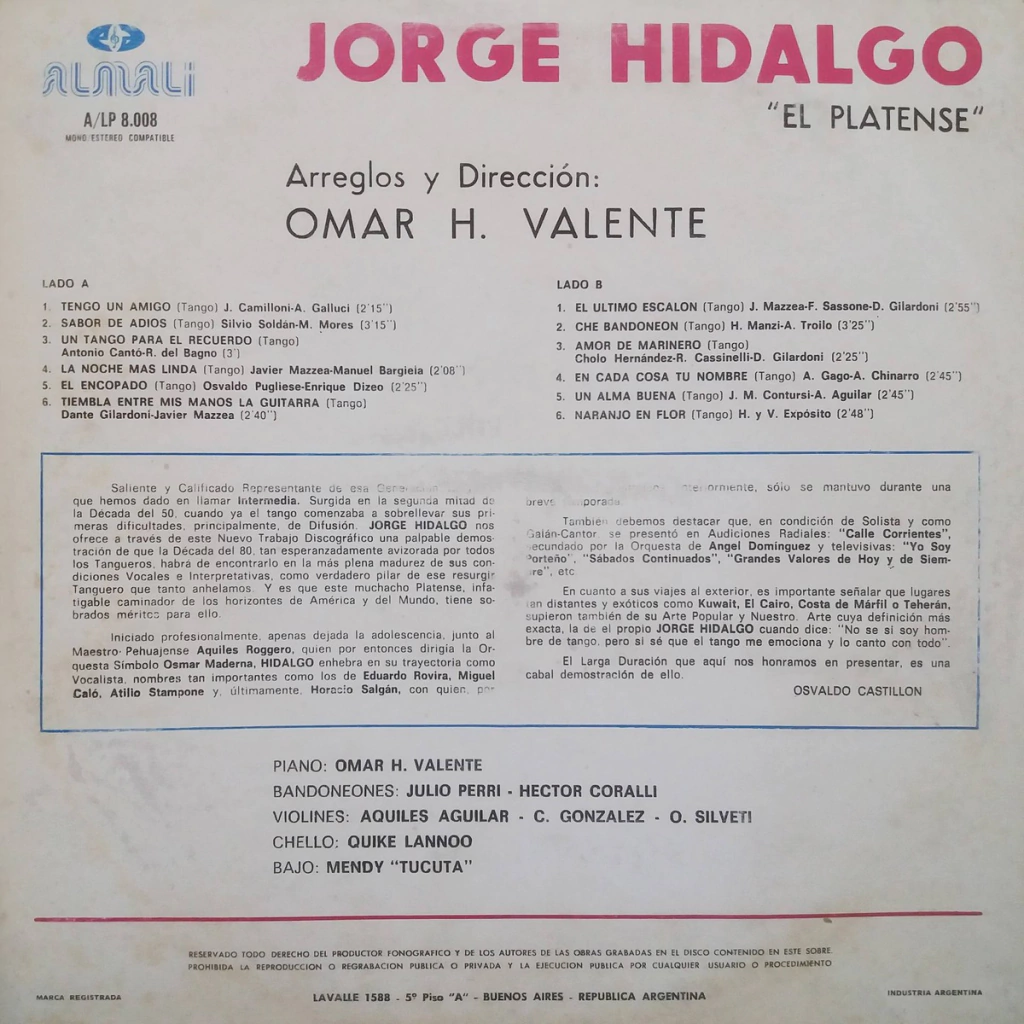 ALMALI
A/LP 8.008
MONO ESTEREO COMPATIBLE
JORGE HIDALGO
"EL PLATENSE"
Arreglos y Dirección:
OMAR H. VALENTE
LADO A
1. TENGO UN AMIGO (Tango) J. Camilloni-A. Galluci (2'15'')
2. SABOR DE ADIOS (Tango) Silvio Soldán-M. Mores (3'15'')
3. UN TANGO PARA EL RECUERDO (Tango)
Antonio Cantó-R. del Bagno (3')
4. LA NOCHE MAS LINDA (Tango) Javier Mazzea-Manuel Bargieia (2'08'')
5. EL ENCOPADO (Tango) Osvaldo Pugliese-Enrique Dizeo (2'25'')
6. TIEMBLA ENTRE MIS MANOS LA GUITARRA (Tango)
Dante Gilardoni-Javier Mazzea (2'40'')
LADO B
1. EL ULTIMO ESCALON (Tango) J. Mazzea-F. Sassone-D. Gilardoni (2'55'')
2. CHE BANDONEON (Tango) H. Manzi-A. Troilo (3'25'')
3. AMOR DE MARINERO (Tango)
Cholo Hernández-R. Cassinelli-D. Gilardoni (2'25'')
4. EN CADA COSA TU NOMBRE (Tango) A. Gago-A. Chinarro (2'45'')
5. UN ALMA BUENA (Tango) J. M. Contursi-A. Aguilar (2'45'')
6. NARANJO EN FLOR (Tango) H. y V. Expósito (2'48'')
Saliente y Calificado Representante de esa
que hemos dado en llamar Intermedia. Surgida en la segunda mitad de
la Década del 50, cuando ya el tango comenzaba a sobrellevar sus pri-
meras dificultades, principalmente, de Difusión. JORGE HIDALGO nos
ofrece a través de este Nuevo Trabajo Discográfico una palpable demos-
tración de que la Década del 80, tan esperanzadamente avizorada por todos
los Tangueros, habrá de encontrarlo en la más plena madurez de sus con-
diciones Vocales e Interpretativas, como verdadero pilar de ese resurgir
Tanguero que tanto anhelamos. Y es que este muchacho Platense, infa-
tigable caminador de los horizontes de América y del Mundo, tiene so-
brados méritos para ello.
Iniciado profesionalmente, apenas dejada la adolescencia, junto al
Maestro Pehuajense Aquiles Roggero, quien por entonces dirigía la Or-
questa Símbolo Osmar Maderna, HIDALGO enhebra en su trayectoria como
Vocalista, nombres tan importantes como los de Eduardo Rovira, Miguel
Caló, Atilio Stampone y, últimamente, Horacio Salgán, con quien, por
sólo se mantuvo durante una
breve temporada.
También debemos destacar que, en condición de Solista y como
Galán-Cantor, se presentó en Audiciones Radiales: "Calle Corrientes",
secundado por la Orquesta de Angel Domínguez y televisivas: "Yo Soy
Porteño", "Sábados Continuados", "Grandes Valores de Hoy y de Siem-
pre", etc.
En cuanto a sus viajes al exterior, es importante señalar que lugares
tan distantes y exóticos como Kuwait, El Cairo, Costa de Márfil o Teherán,
supieron también de su Arte Popular y Nuestro. Arte cuya definición más
exacta, la da el propio JORGE HIDALGO cuando dice: "No se si soy hom-
bre de tango, pero sí sé que el tango me emociona y lo canto con todo".
El Larga Duración que aquí nos honramos en presentar, es una
cabal demostración de ello.
OSVALDO CASTILLON
PIANO: OMAR H. VALENTE
BANDONEONES: JULIO PERRI - HECTOR CORALLI
VIOLINES: AQUILES AGUILAR - C. GONZALEZ - O. SILVETI
CHELLO: QUIKE LANNOO
BAJO: MENDY "TUCUTA"
RESERVADO TODO DERECHO DEL PRODUCTOR FONOGRAFICO Y DE LOS AUTORES DE LAS OBRAS GRABADAS EN EL DISCO CONTENIDO EN ESTE SOBRE.
PROHIBIDA LA REPRODUCCION O REGRABACION PUBLICA O PRIVADA Y LA EJECUCION PUBLICA POR CUALQUIER USUARIO O PROCEDIMIENTO
MARCA REGISTRADA
LAVALLE 1588 - 5º Piso "A" - BUENOS AIRES - REPUBLICA ARGENTINA
INDUSTRIA ARGENTINA